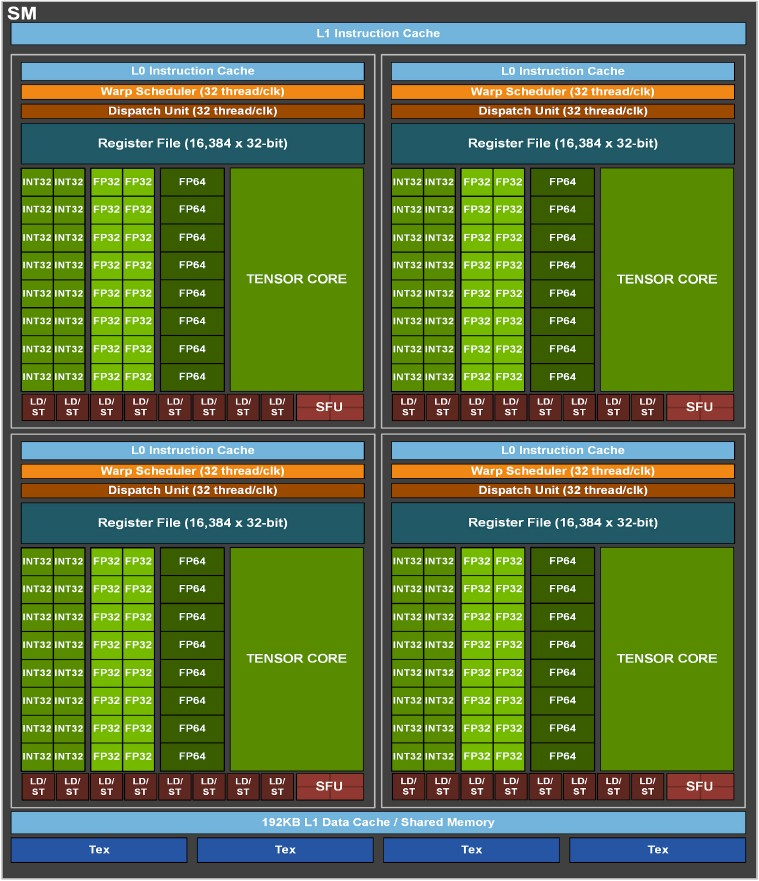 SM
L1 Instruction Cache
L0 Instruction Cache
Warp Scheduler (32 thread/clk)
Dispatch Unit (32 thread/clk)
Register File (16,384 x 32-bit)
INT32 INT32 FP32 FP32 FP64
INT32 INT32 FP32 FP32 FP64
INT32 INT32 FP32 FP32 FP64
INT32 INT32 FP32 FP32 FP64
TENSOR CORE
INT32 INT32 FP32 FP32 FP64
INT32 INT32 FP32 FP32 FP64
INT32 INT32 FP32 FP32 FP64
INT32 INT32 FP32 FP32 FP64
LD/ LD/ LD/ LD/ LD/ LD/ LD/ LD/
ST ST ST ST ST ST ST ST
SFU
L0 Instruction Cache
Warp Scheduler (32 thread/clk)
Dispatch Unit (32 thread/clk)
Register File (16,384 x 32-bit)
INT32 INT32 FP32 FP32 FP64
INT32 INT32 FP32 FP32 FP64
INT32 INT32 FP32 FP32 FP64
INT32 INT32 FP32 FP32 FP64
TENSOR CORE
INT32 INT32 FP32 FP32 FP64
INT32 INT32 FP32 FP32 FP64
INT32 INT32 FP32 FP32 FP64
INT32 INT32 FP32 FP32 FP64
LD/ LD/ LD/ LD/ LD/ LD/ LD/ LD/
ST ST ST ST ST ST ST ST
SFU
L0 Instruction Cache
Warp Scheduler (32 thread/clk)
Dispatch Unit (32 thread/clk)
Register File (16,384 x 32-bit)
INT32 INT32 FP32 FP32 FP64
INT32 INT32 FP32 FP32 FP64
INT32 INT32 FP32 FP32 FP64
INT32 INT32 FP32 FP32 FP64
TENSOR CORE
INT32 INT32 FP32 FP32 FP64
INT32 INT32 FP32 FP32 FP64
INT32 INT32 FP32 FP32 FP64
INT32 INT32 FP32 FP32 FP64
LD/ LD/ LD/ LD/ LD/ LD/ LD/ LD/
ST ST ST ST ST ST ST ST
SFU
L0 Instruction Cache
Warp Scheduler (32 thread/clk)
Dispatch Unit (32 thread/clk)
Register File (16,384 x 32-bit)
INT32 INT32 FP32 FP32 FP64
INT32 INT32 FP32 FP32 FP64
INT32 INT32 FP32 FP32 FP64
INT32 INT32 FP32 FP32 FP64
TENSOR CORE
INT32 INT32 FP32 FP32 FP64
INT32 INT32 FP32 FP32 FP64
INT32 INT32 FP32 FP32 FP64
INT32 INT32 FP32 FP32 FP64
LD/ LD/ LD/ LD/ LD/ LD/ LD/ LD/
ST ST ST ST ST ST ST ST
SFU
192KB L1 Data Cache / Shared Memory
Tex Tex Tex Tex